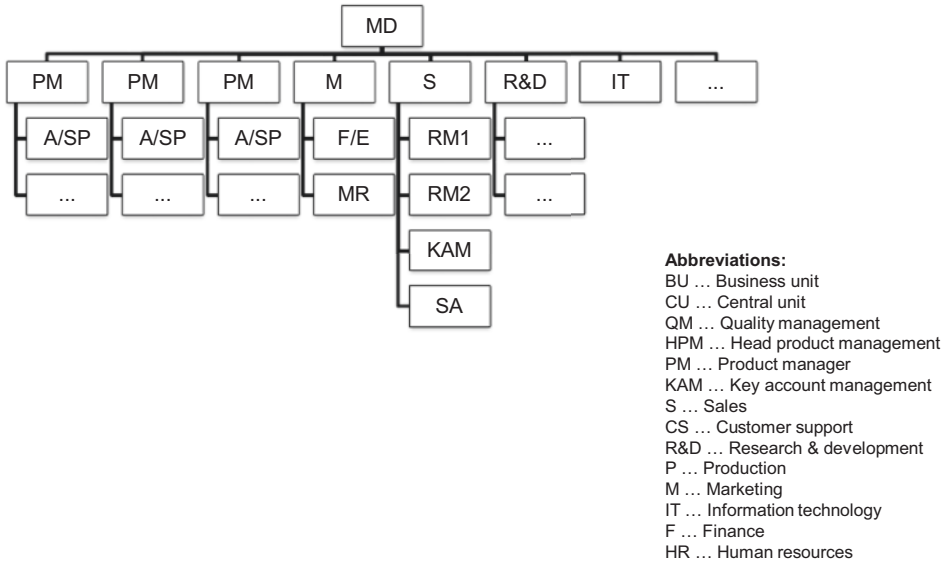 MD
PM PM PM M S R&D IT ...
A/SP A/SP A/SP F/E RM1 ...
... ... ... MR RM2 ...
KAM
SA
Abbreviations:
BU … Business unit
CU … Central unit
QM … Quality management
HPM … Head product management
PM … Product manager
KAM … Key account management
S … Sales
CS … Customer support
R&D … Research & development
P … Production
M … Marketing
IT … Information technology
F … Finance
HR … Human resources